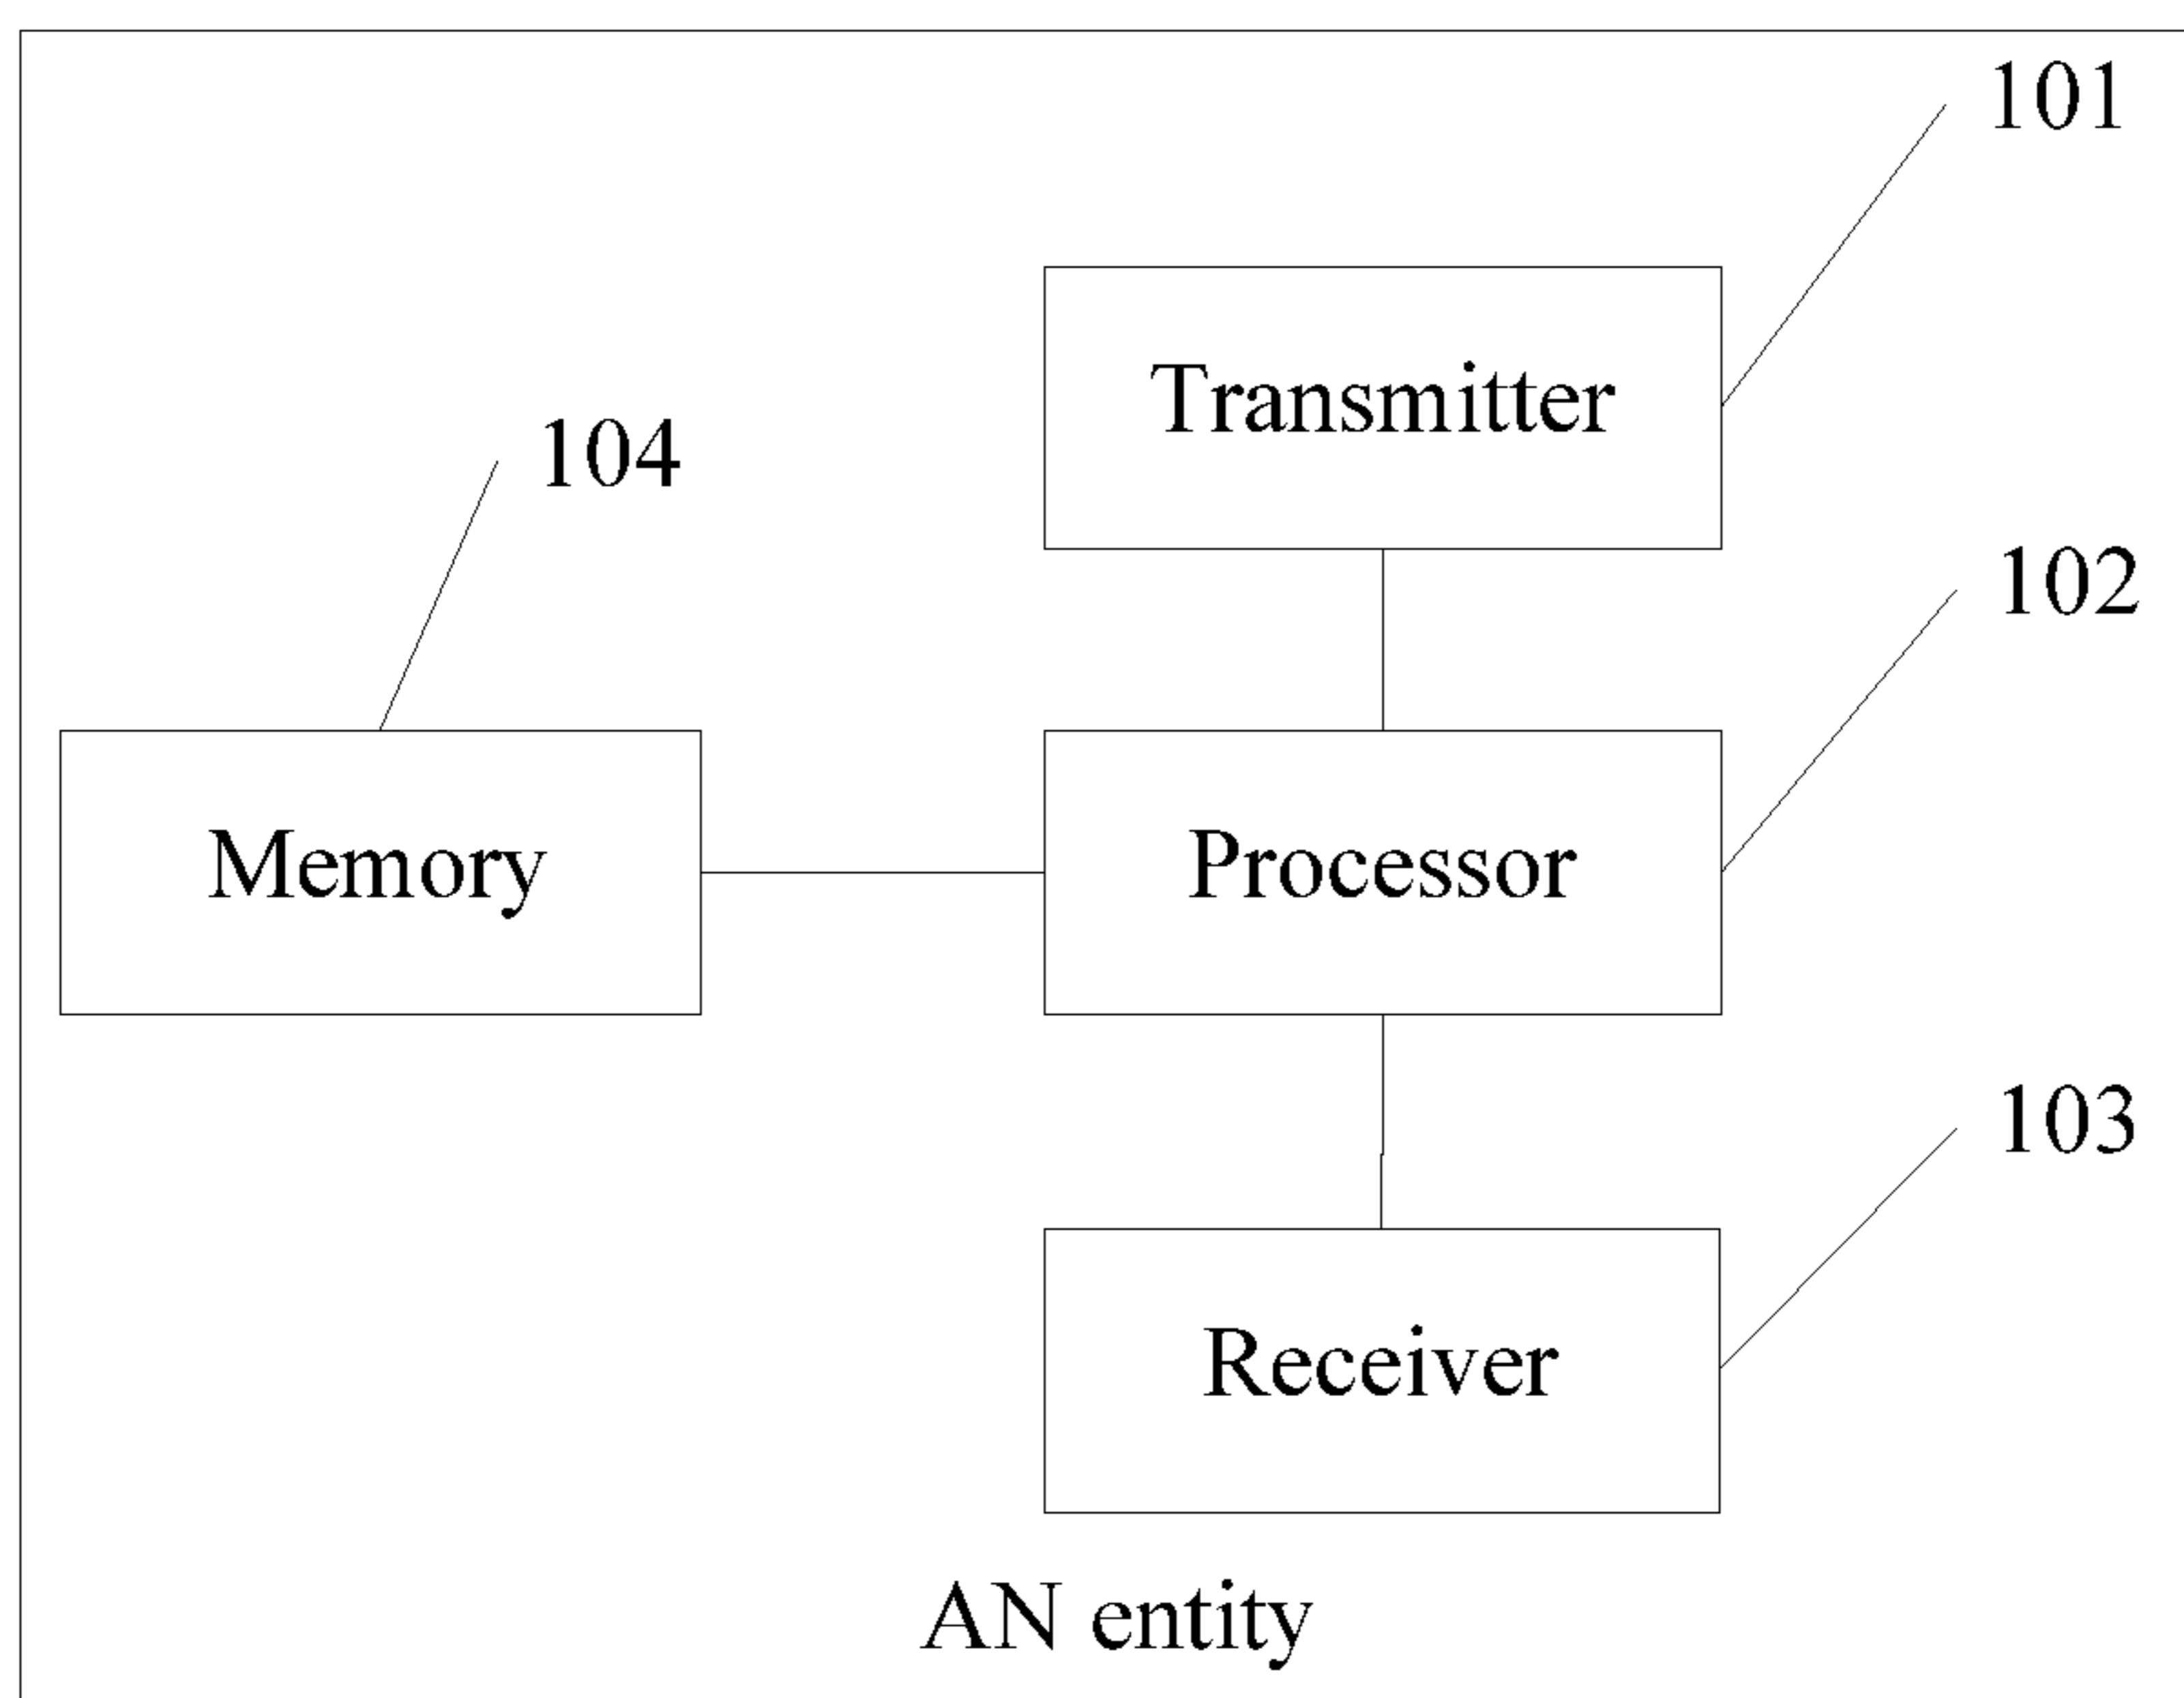 101
Transmitter
104
102
Memory
Processor
103
Receiver
AN entity